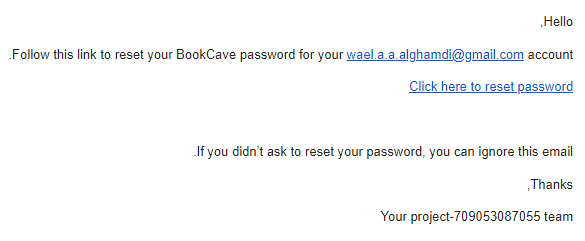 Hello,
Follow this link to reset your BookCave password for your wael.a.a.alghamdi@gmail.com account.
Click here to reset password
If you didn't ask to reset your password, you can ignore this email.
Thanks,
Your project-709053087055 team